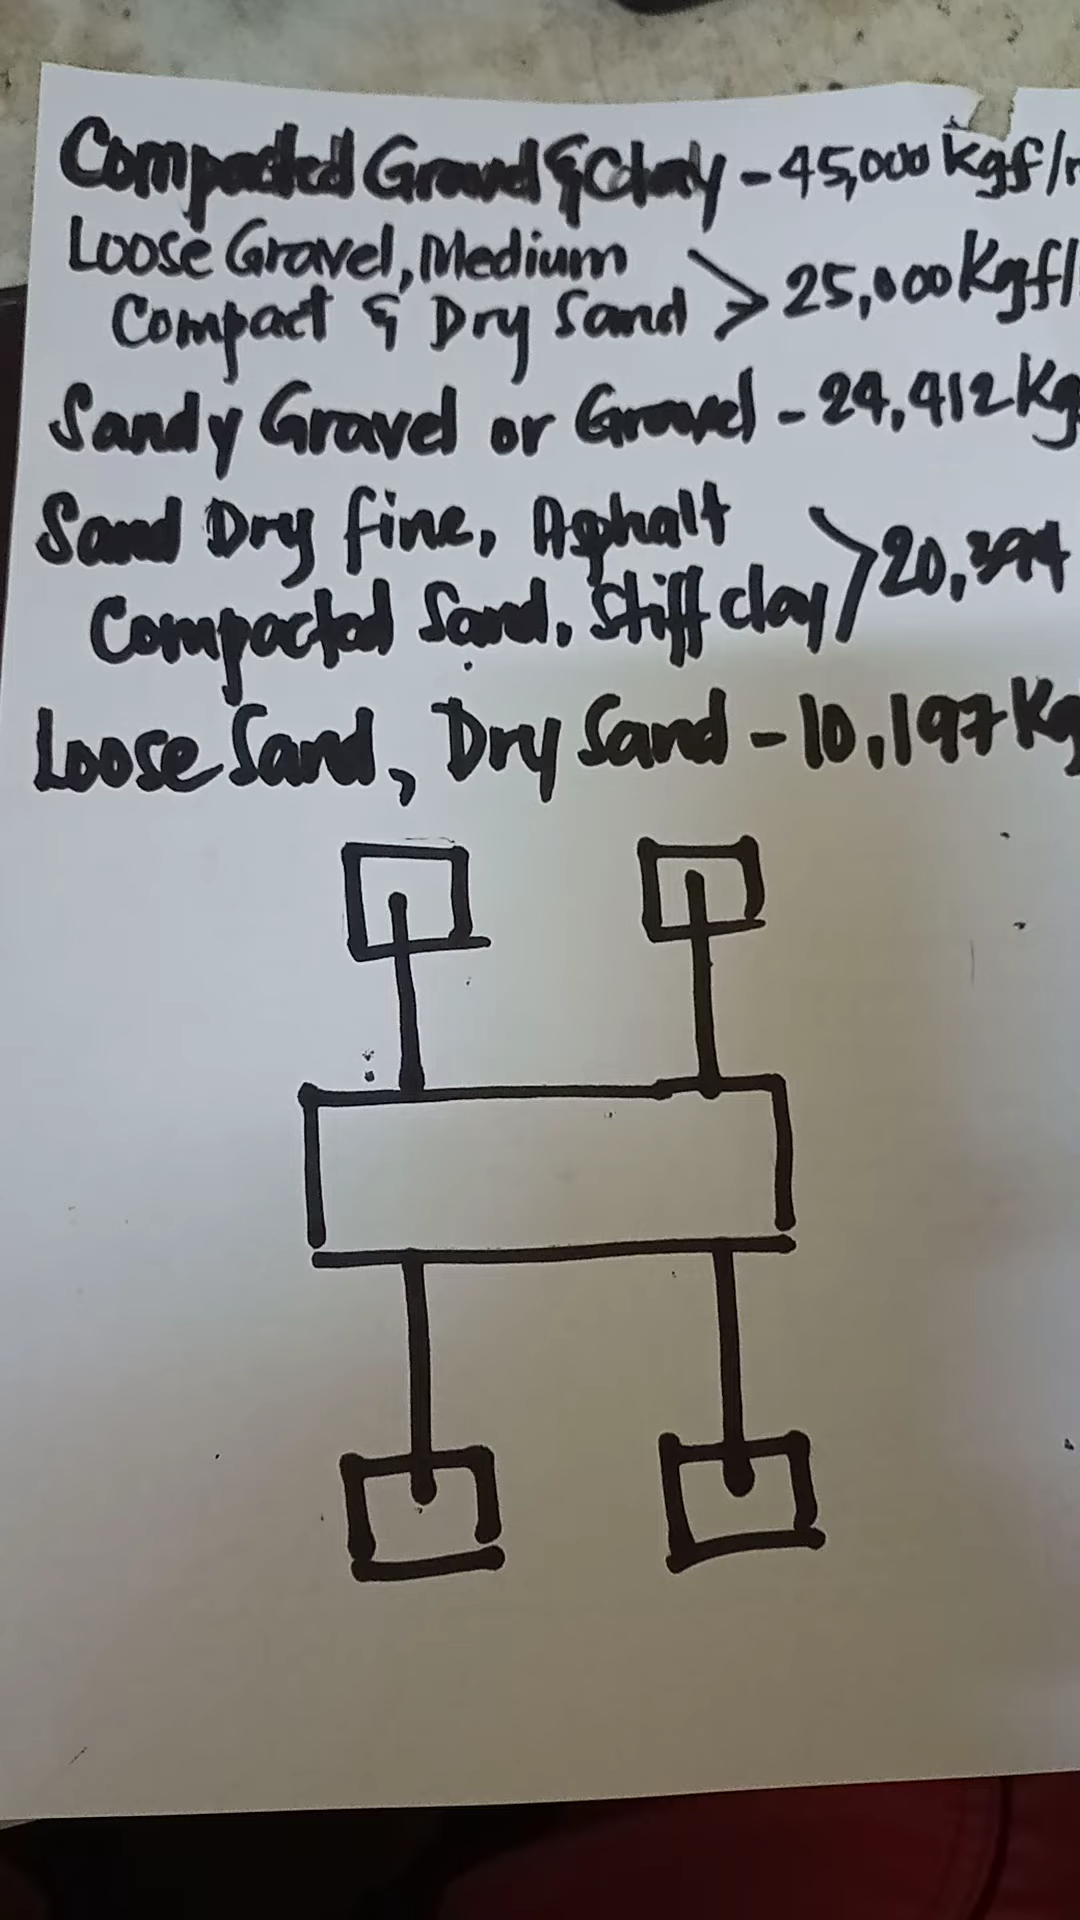 Compacted Gravel & Clay - 45,000 kgf/
Loose Gravel, Medium
Compact & Dry Sand > 25,000 Kgf/
Sandy Gravel or Gravel - 24,412 Kg
Sand Dry fine, Asphalt
Compacted Sand, Stiff clay > 20,394
Loose Sand, Dry Sand - 10,197 Kg